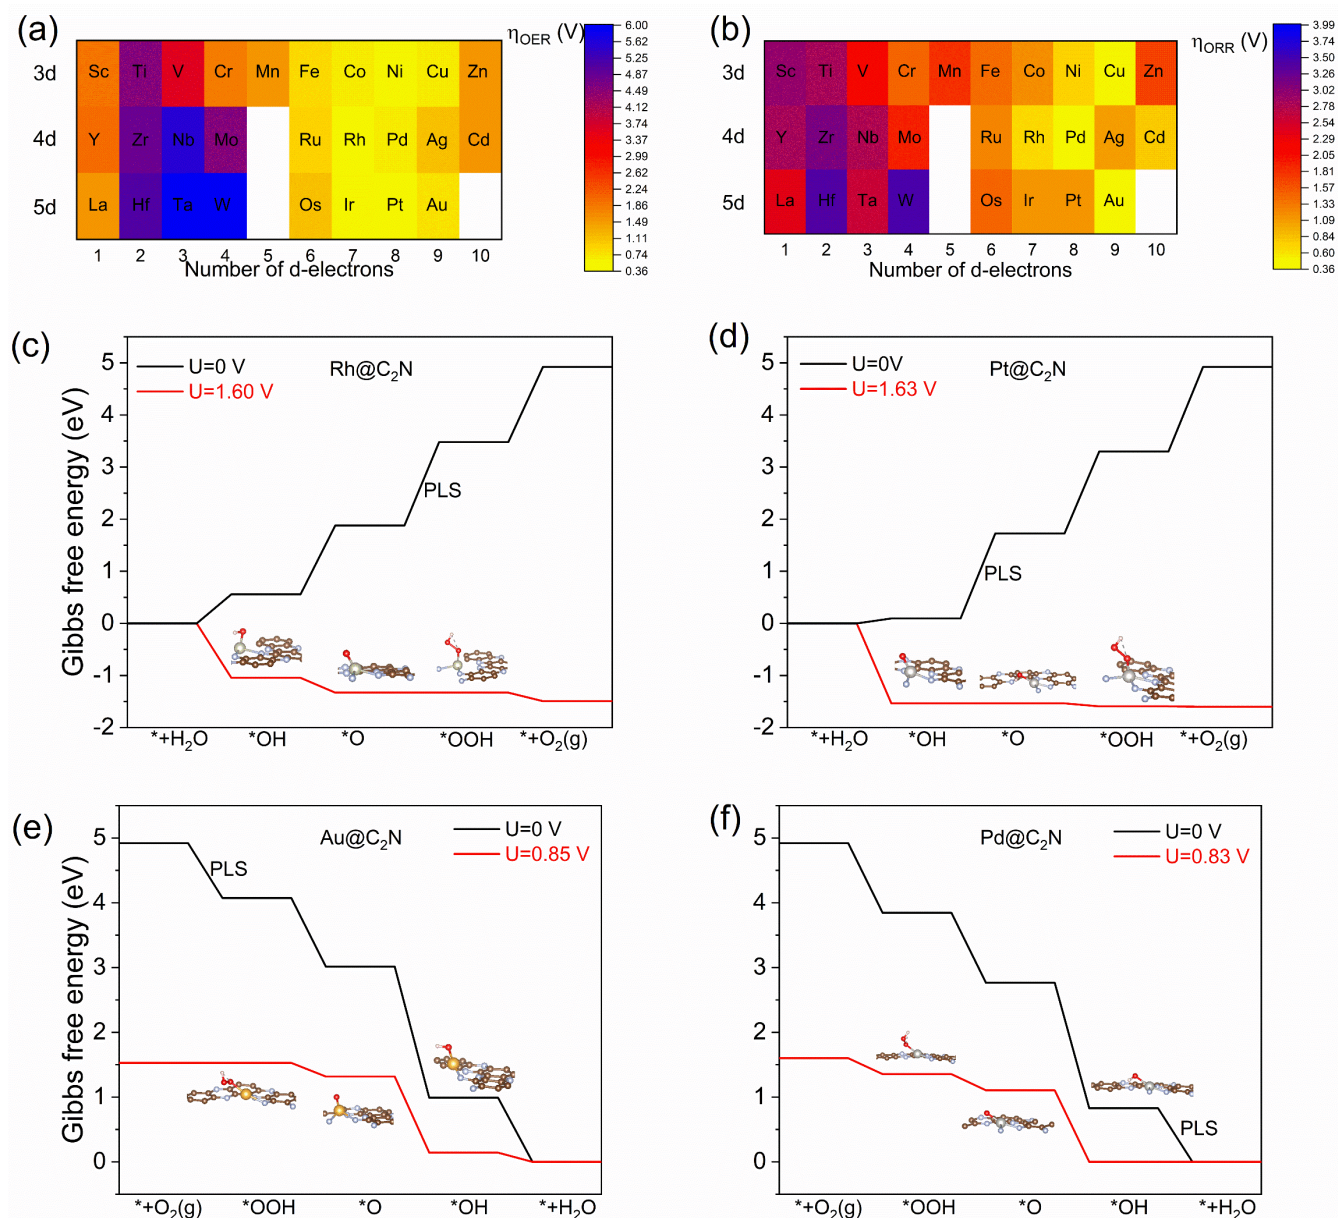 (a)
η_OER (V)
3d Sc Ti V Cr Mn Fe Co Ni Cu Zn
4d Y Zr Nb Mo Ru Rh Pd Ag Cd
5d La Hf Ta W Os Ir Pt Au
1 2 3 4 5 6 7 8 9 10
Number of d-electrons
6.00
5.62
5.25
4.87
4.49
4.12
3.74
3.37
2.99
2.62
2.24
1.86
1.49
1.11
0.74
0.36
(b)
η_ORR (V)
3d Sc Ti V Cr Mn Fe Co Ni Cu Zn
4d Y Zr Nb Mo Ru Rh Pd Ag Cd
5d La Hf Ta W Os Ir Pt Au
1 2 3 4 5 6 7 8 9 10
Number of d-electrons
3.99
3.74
3.50
3.26
3.02
2.78
2.54
2.29
2.05
1.81
1.57
1.33
1.09
0.84
0.60
0.36
(c)
U=0 V
U=1.60 V
Rh@C₂N
PLS
Gibbs free energy (eV)
5
4
3
2
1
0
-1
-2
*+H₂O *OH *O *OOH *+O₂(g)
(d)
U=0V
U=1.63 V
Pt@C₂N
PLS
5
4
3
2
1
0
-1
-2
*+H₂O *OH *O *OOH *+O₂(g)
(e)
Au@C₂N
U=0 V
U=0.85 V
PLS
Gibbs free energy (eV)
5
4
3
2
1
0
*+O₂(g) *OOH *O *OH *+H₂O
(f)
Pd@C₂N
U=0 V
U=0.83 V
PLS
5
4
3
2
1
0
*+O₂(g) *OOH *O *OH *+H₂O